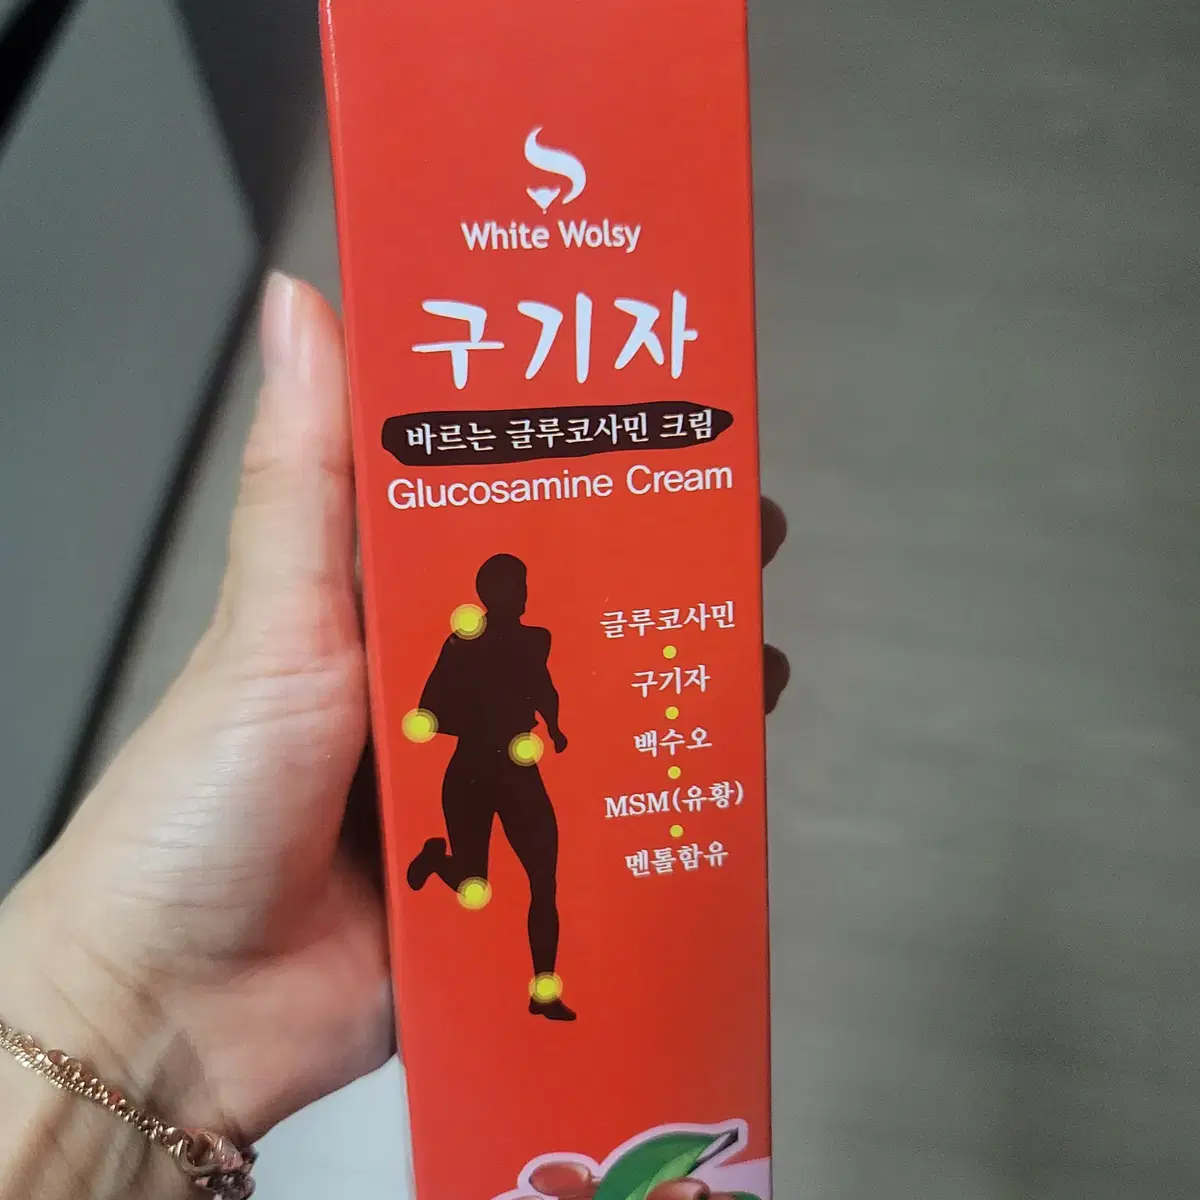 White Wolsy
구기자
바르는 글루코사민 크림
Glucosamine Cream
글루코사민
구기자
백수오
MSM(유황)
멘톨함유